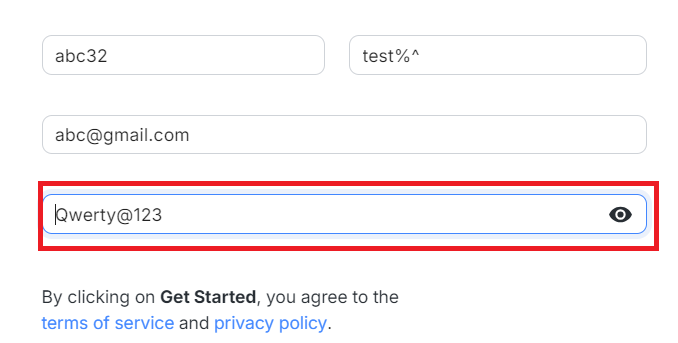 abc32 test%^
abc@gmail.com
Qwerty@123
By clicking on Get Started, you agree to the
terms of service and privacy policy.